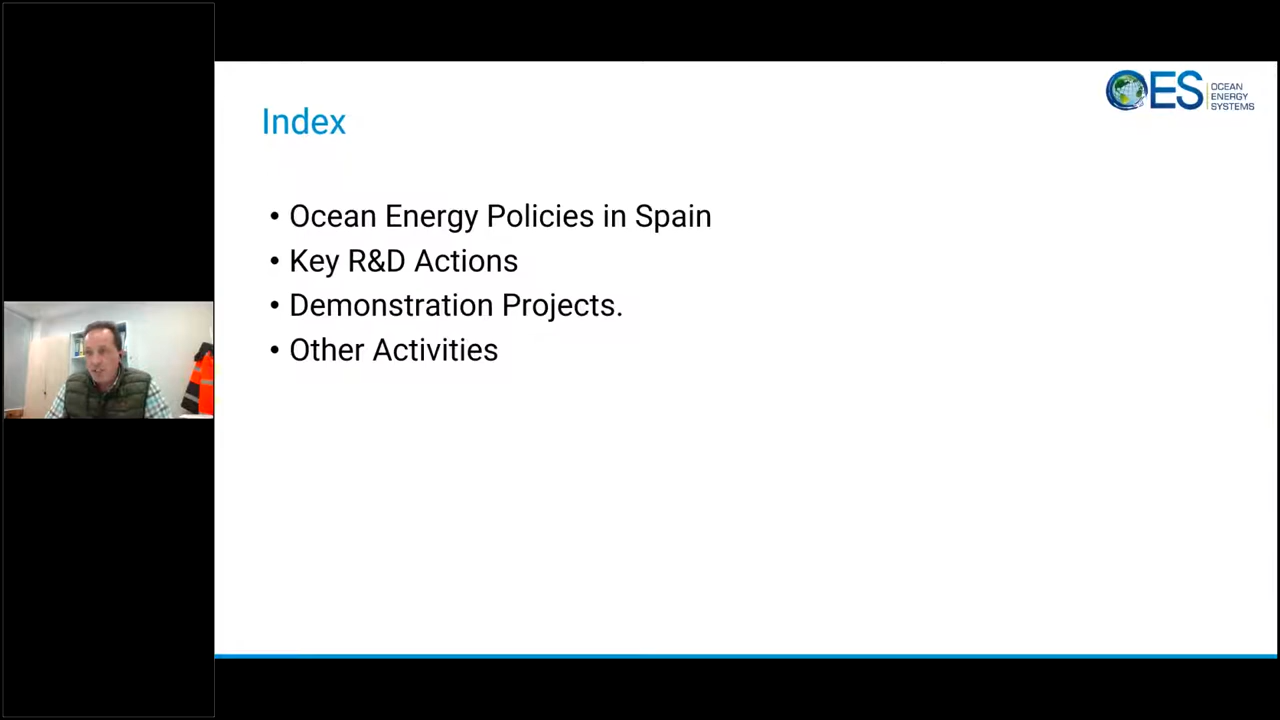 OES OCEAN
ENERGY
SYSTEMS
Index
• Ocean Energy Policies in Spain
• Key R&D Actions
• Demonstration Projects.
• Other Activities